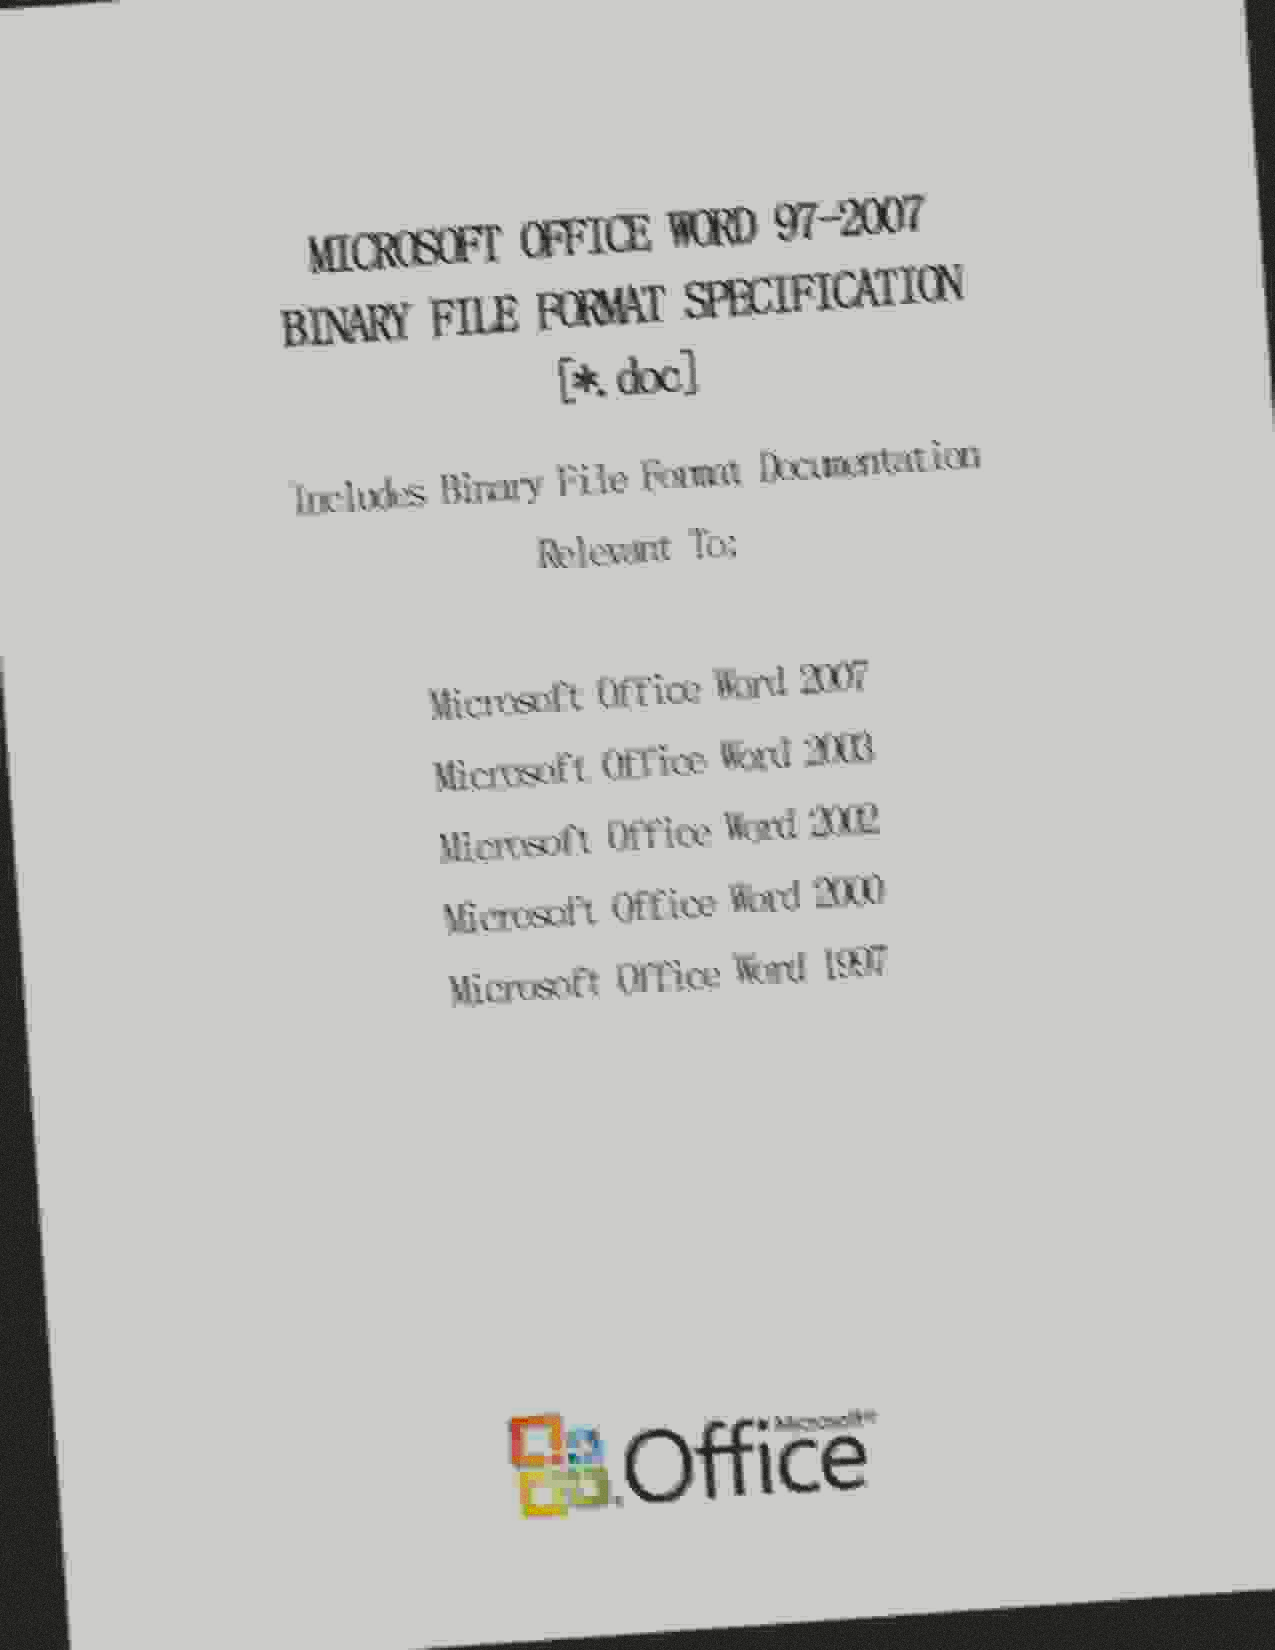 MICROSOFT OFFICE WORD 97-2007
BINARY FILE FORMAT SPECIFICATION
[*.doc]
Includes Binary File Format Documentation
Relevant To:
Microsoft Office Word 2007
Microsoft Office Word 2003
Microsoft Office Word 2002
Microsoft Office Word 2000
Microsoft Office Word 1997
Microsoft®
Office